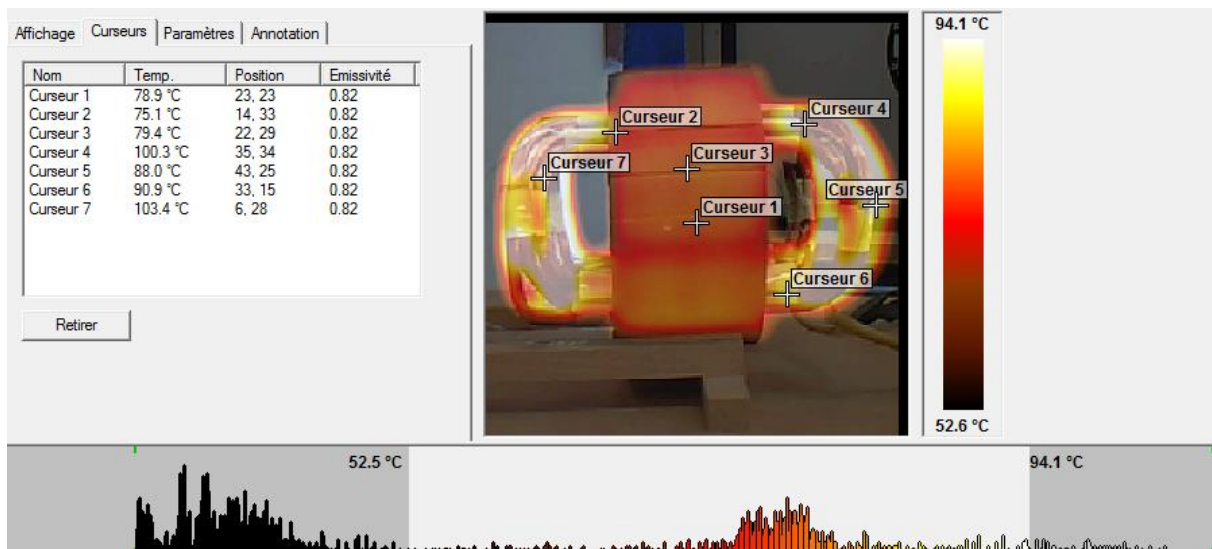 Affichage Curseurs Paramètres Annotation
Nom Temp. Position Emissivité
Curseur 1 78.9 °C 23, 23 0.82
Curseur 2 75.1 °C 14, 33 0.82
Curseur 3 79.4 °C 22, 29 0.82
Curseur 4 100.3 °C 35, 34 0.82
Curseur 5 88.0 °C 43, 25 0.82
Curseur 6 90.9 °C 33, 15 0.82
Curseur 7 103.4 °C 6, 28 0.82
Retirer
Curseur 4
Curseur 2
Curseur 3
Curseur 7
Curseur 5
Curseur 1
Curseur 6
94.1 °C
52.6 °C
52.5 °C
94.1 °C